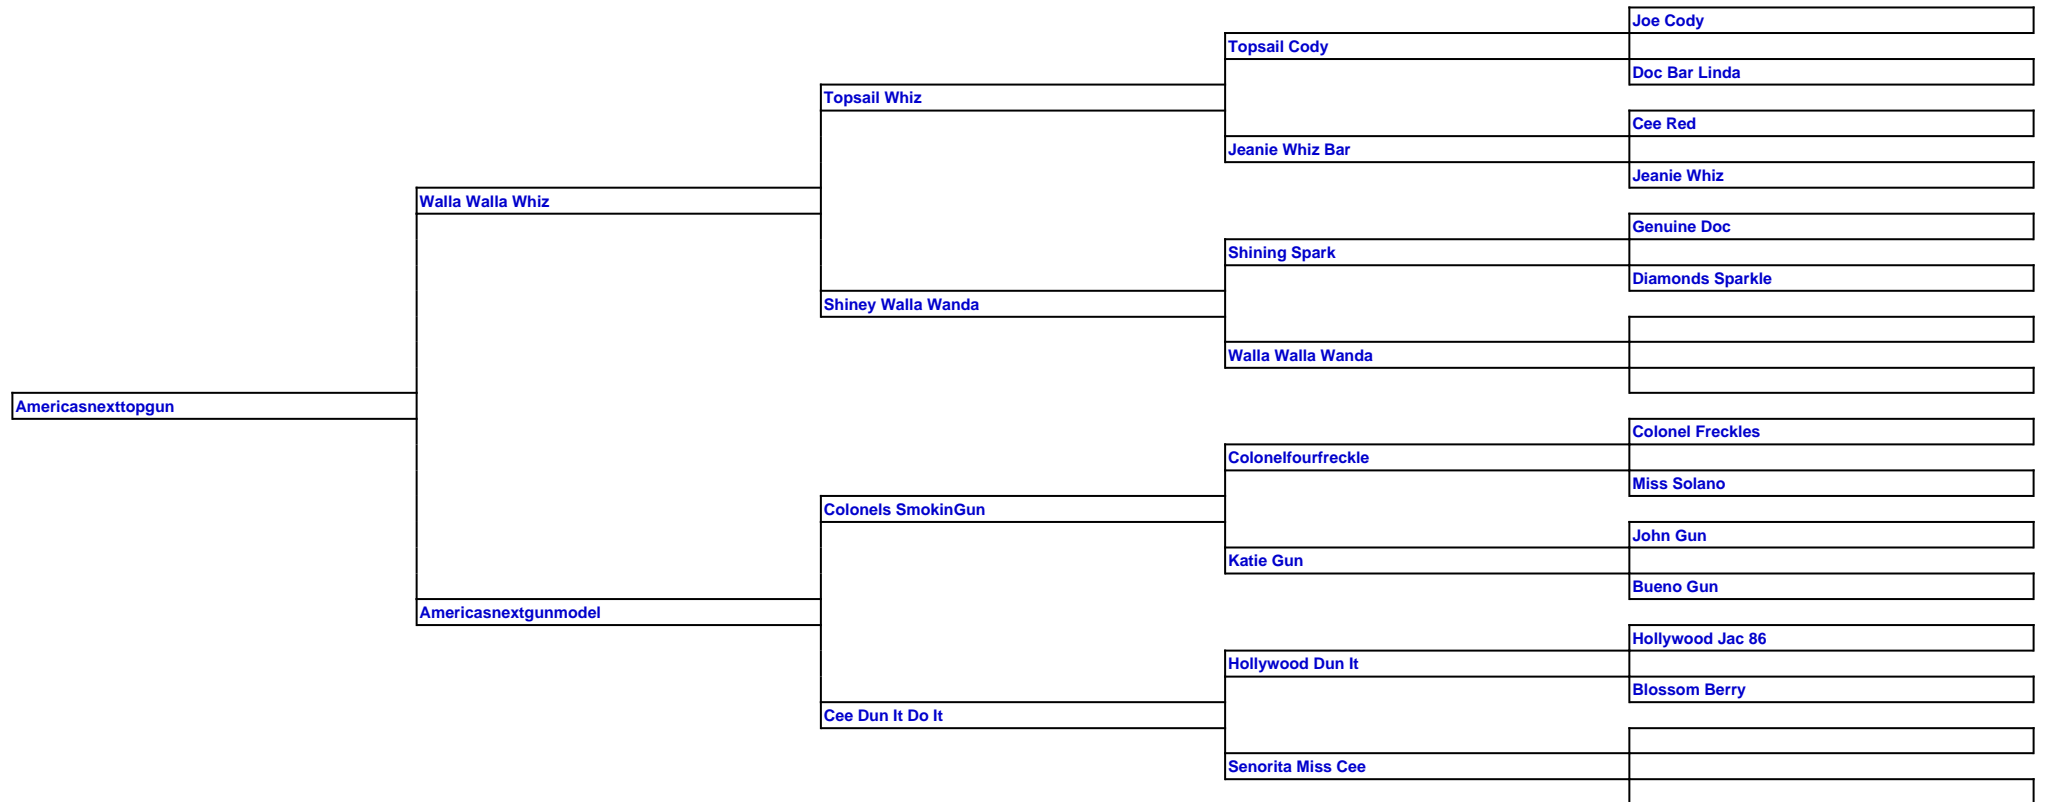 Joe Cody
Topsail Cody
Doc Bar Linda
Topsail Whiz
Cee Red
Jeanie Whiz Bar
Jeanie Whiz
Walla Walla Whiz
Genuine Doc
Shining Spark
Diamonds Sparkle
Shiney Walla Wanda
Walla Walla Wanda
Americasnexttopgun
Colonel Freckles
Colonelfourfreckle
Miss Solano
Colonels SmokinGun
John Gun
Katie Gun
Bueno Gun
Americasnextgunmodel
Hollywood Jac 86
Hollywood Dun It
Blossom Berry
Cee Dun It Do It
Senorita Miss Cee